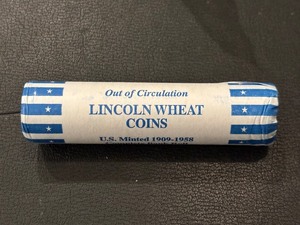 Out of Circulation
LINCOLN WHEAT
COINS
U.S. Minted 1909-1958